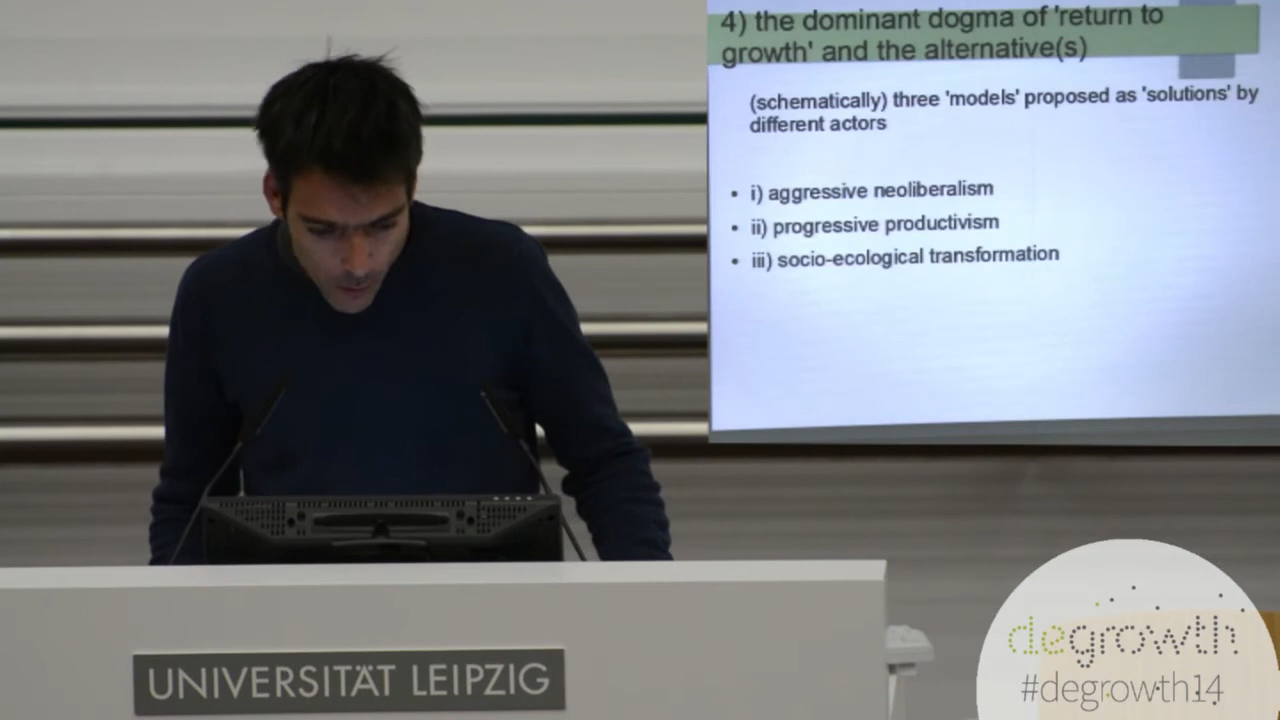 4) the dominant dogma of 'return to
growth' and the alternative(s)
(schematically) three 'models' proposed as 'solutions' by
different actors
• i) aggressive neoliberalism
• ii) progressive productivism
• iii) socio-ecological transformation
UNIVERSITÄT LEIPZIG
degrowth
#degrowth14